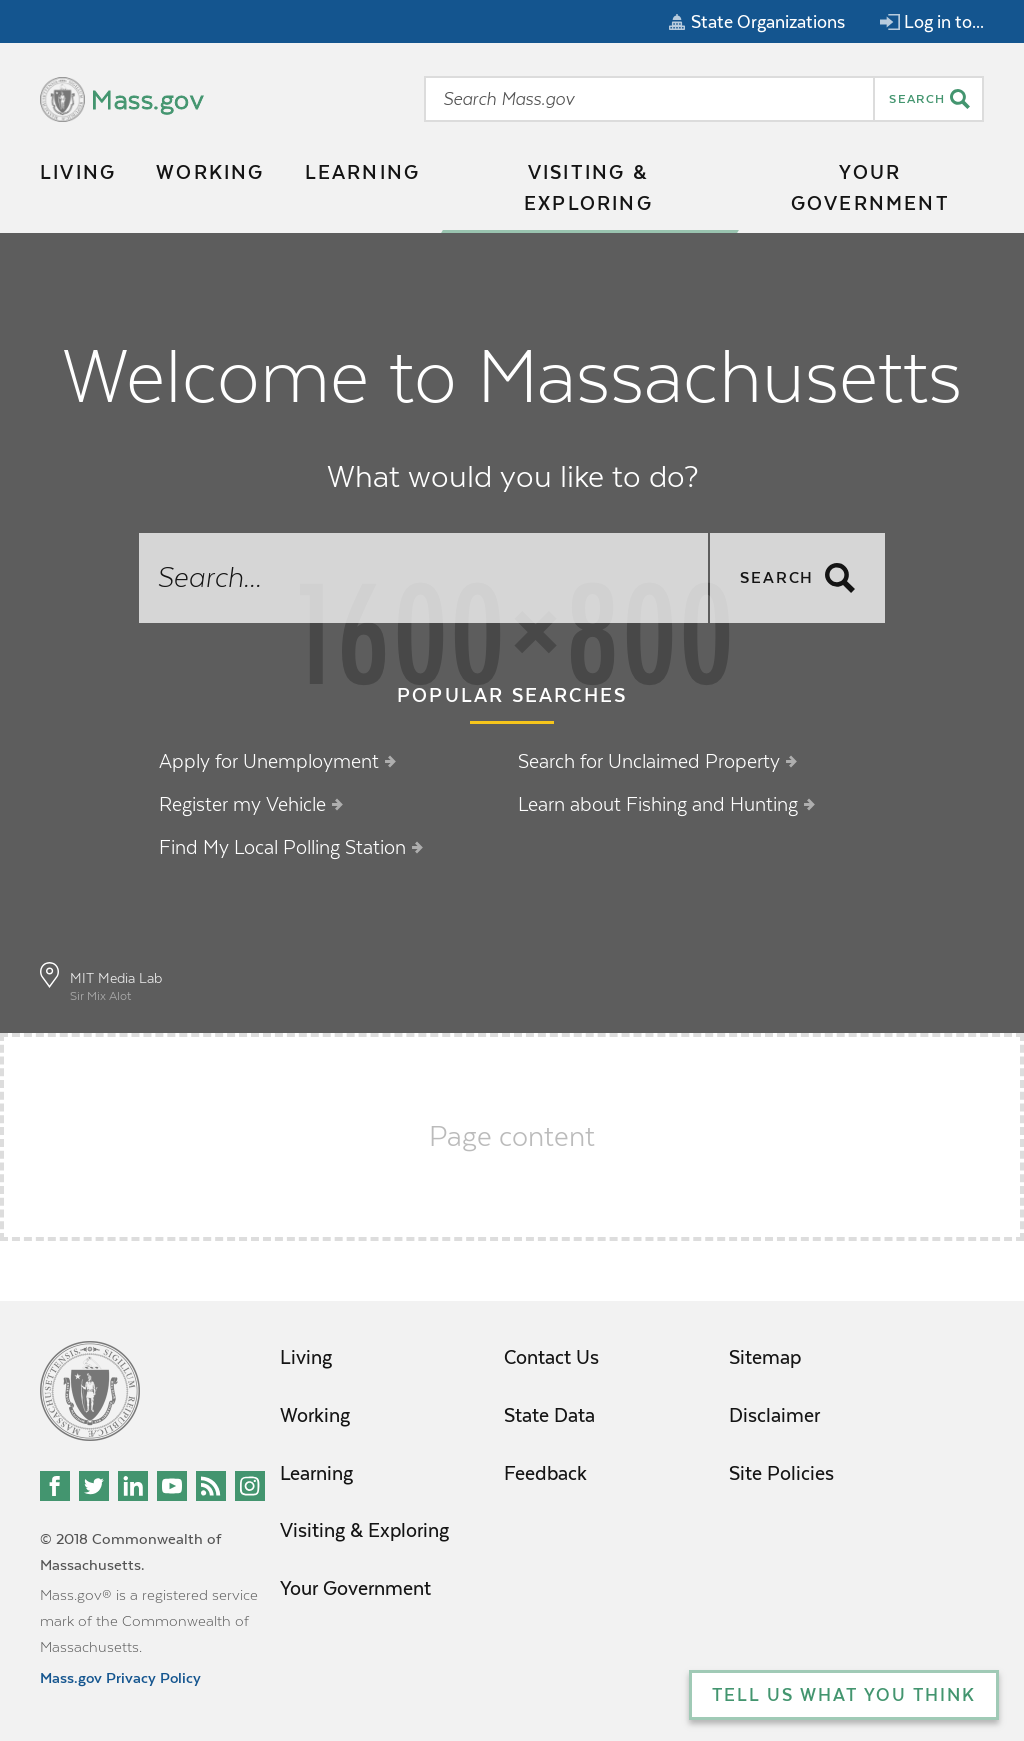 State Organizations
Log in to...
Mass.gov
Search Mass.gov
SEARCH
LIVING
WORKING
LEARNING
VISITING &
EXPLORING
YOUR
GOVERNMENT
Welcome to Massachusetts
What would you like to do?
Search...
SEARCH
1600×800
POPULAR SEARCHES
Apply for Unemployment
Search for Unclaimed Property
Register my Vehicle
Learn about Fishing and Hunting
Find My Local Polling Station
MIT Media Lab
Sir Mix Alot
Page content
Living
Contact Us
Sitemap
Working
State Data
Disclaimer
Learning
Feedback
Site Policies
Visiting & Exploring
Your Government
© 2018 Commonwealth of
Massachusetts.
Mass.gov® is a registered service
mark of the Commonwealth of
Massachusetts.
Mass.gov Privacy Policy
TELL US WHAT YOU THINK